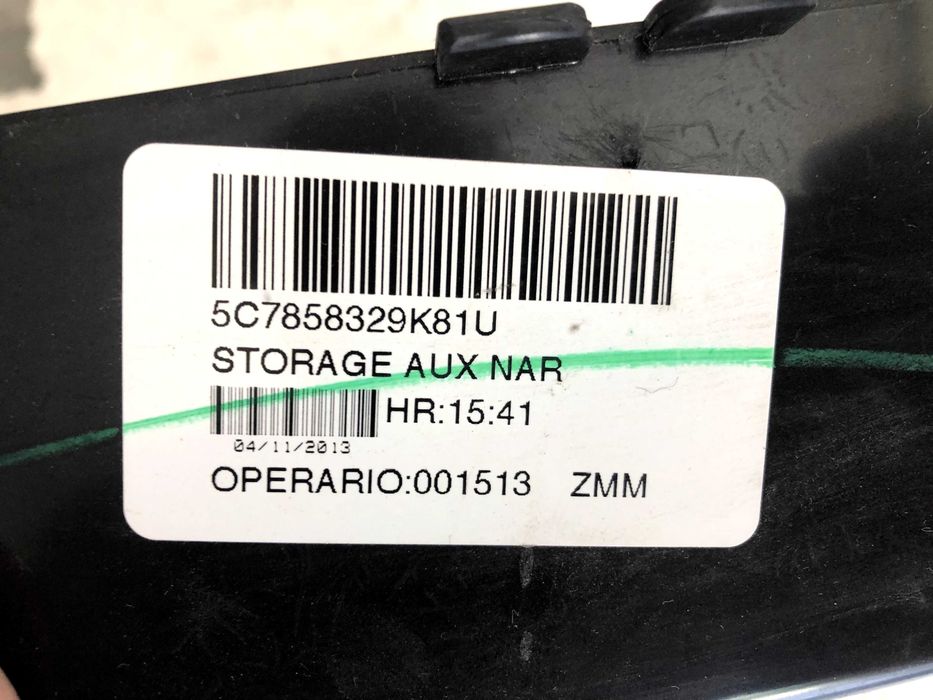 5C7858329K81U
STORAGE AUX NAR
HR:15:41
04/11/2013
OPERARIO:001513 ZMM